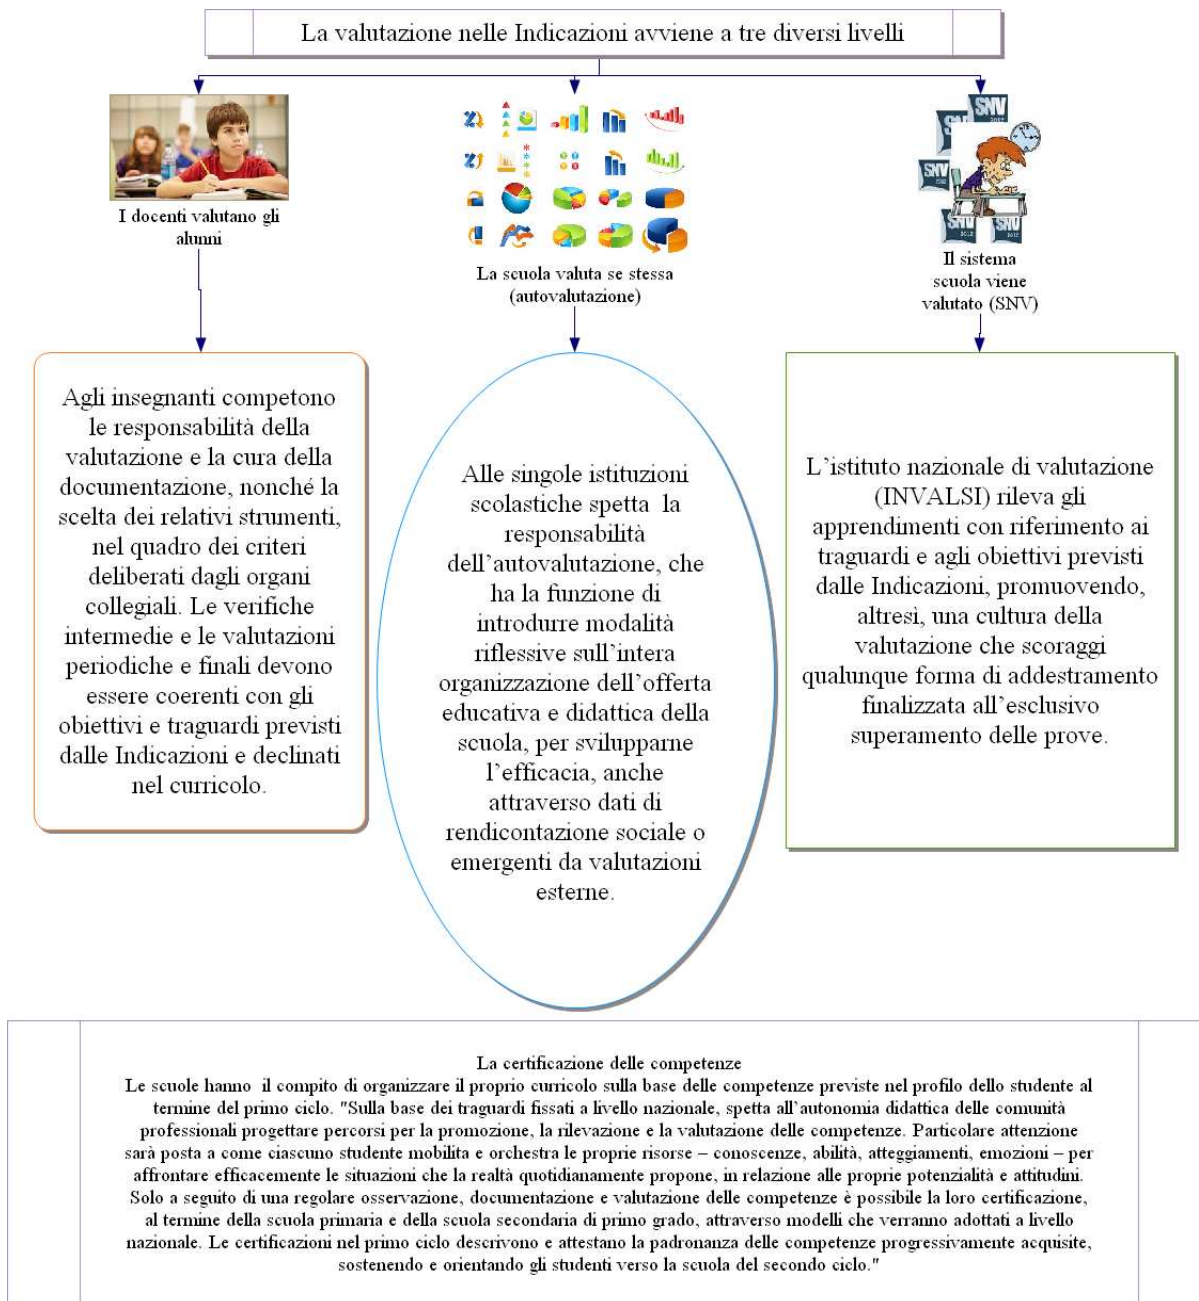 La valutazione nelle Indicazioni avviene a tre diversi livelli
I docenti valutano gli
alunni
La scuola valuta se stessa
(autovalutazione)
SNV
2012
SNV
SNV
2012
Il sistema
scuola viene
valutato (SNV)
Agli insegnanti competono
le responsabilità della
valutazione e la cura della
documentazione, nonché la
scelta dei relativi strumenti,
nel quadro dei criteri
deliberati dagli organi
collegiali. Le verifiche
intermedie e le valutazioni
periodiche e finali devono
essere coerenti con gli
obiettivi e traguardi previsti
dalle Indicazioni e declinati
nel curricolo.
Alle singole istituzioni
scolastiche spetta  la
responsabilità
dell’autovalutazione, che
ha la funzione di
introdurre modalità
riflessive sull’intera
organizzazione dell’offerta
educativa e didattica della
scuola, per svilupparne
l’efficacia, anche
attraverso dati di
rendicontazione sociale o
emergenti da valutazioni
esterne.
L’istituto nazionale di valutazione
(INVALSI) rileva gli
apprendimenti con riferimento ai
traguardi e agli obiettivi previsti
dalle Indicazioni, promuovendo,
altresì, una cultura della
valutazione che scoraggi
qualunque forma di addestramento
finalizzata all’esclusivo
superamento delle prove.
La certificazione delle competenze
Le scuole hanno  il compito di organizzare il proprio curricolo sulla base delle competenze previste nel profilo dello studente al
termine del primo ciclo. "Sulla base dei traguardi fissati a livello nazionale, spetta all’autonomia didattica delle comunità
professionali progettare percorsi per la promozione, la rilevazione e la valutazione delle competenze. Particolare attenzione
sarà posta a come ciascuno studente mobilita e orchestra le proprie risorse – conoscenze, abilità, atteggiamenti, emozioni – per
affrontare efficacemente le situazioni che la realtà quotidianamente propone, in relazione alle proprie potenzialità e attitudini.
Solo a seguito di una regolare osservazione, documentazione e valutazione delle competenze è possibile la loro certificazione,
al termine della scuola primaria e della scuola secondaria di primo grado, attraverso modelli che verranno adottati a livello
nazionale. Le certificazioni nel primo ciclo descrivono e attestano la padronanza delle competenze progressivamente acquisite,
sostenendo e orientando gli studenti verso la scuola del secondo ciclo."